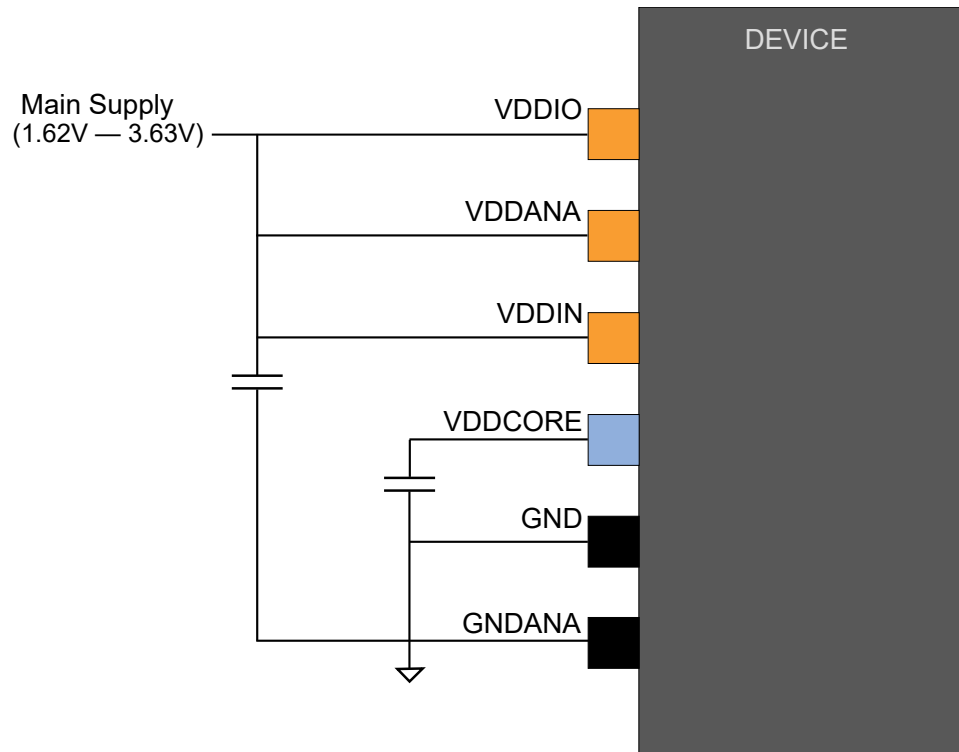 DEVICE
VDDIO
Main Supply
(1.62V — 3.63V)
VDDANA
VDDIN
VDDCORE
GND
GNDANA